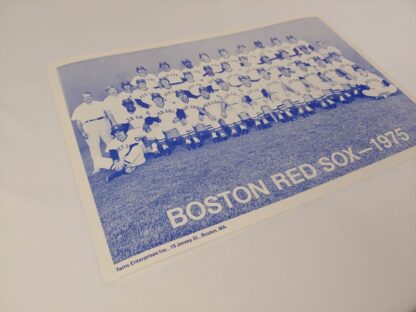 BOSTON RED SOX—1975
Twins Enterprises Inc. 19 Jersey St., Boston, MA.